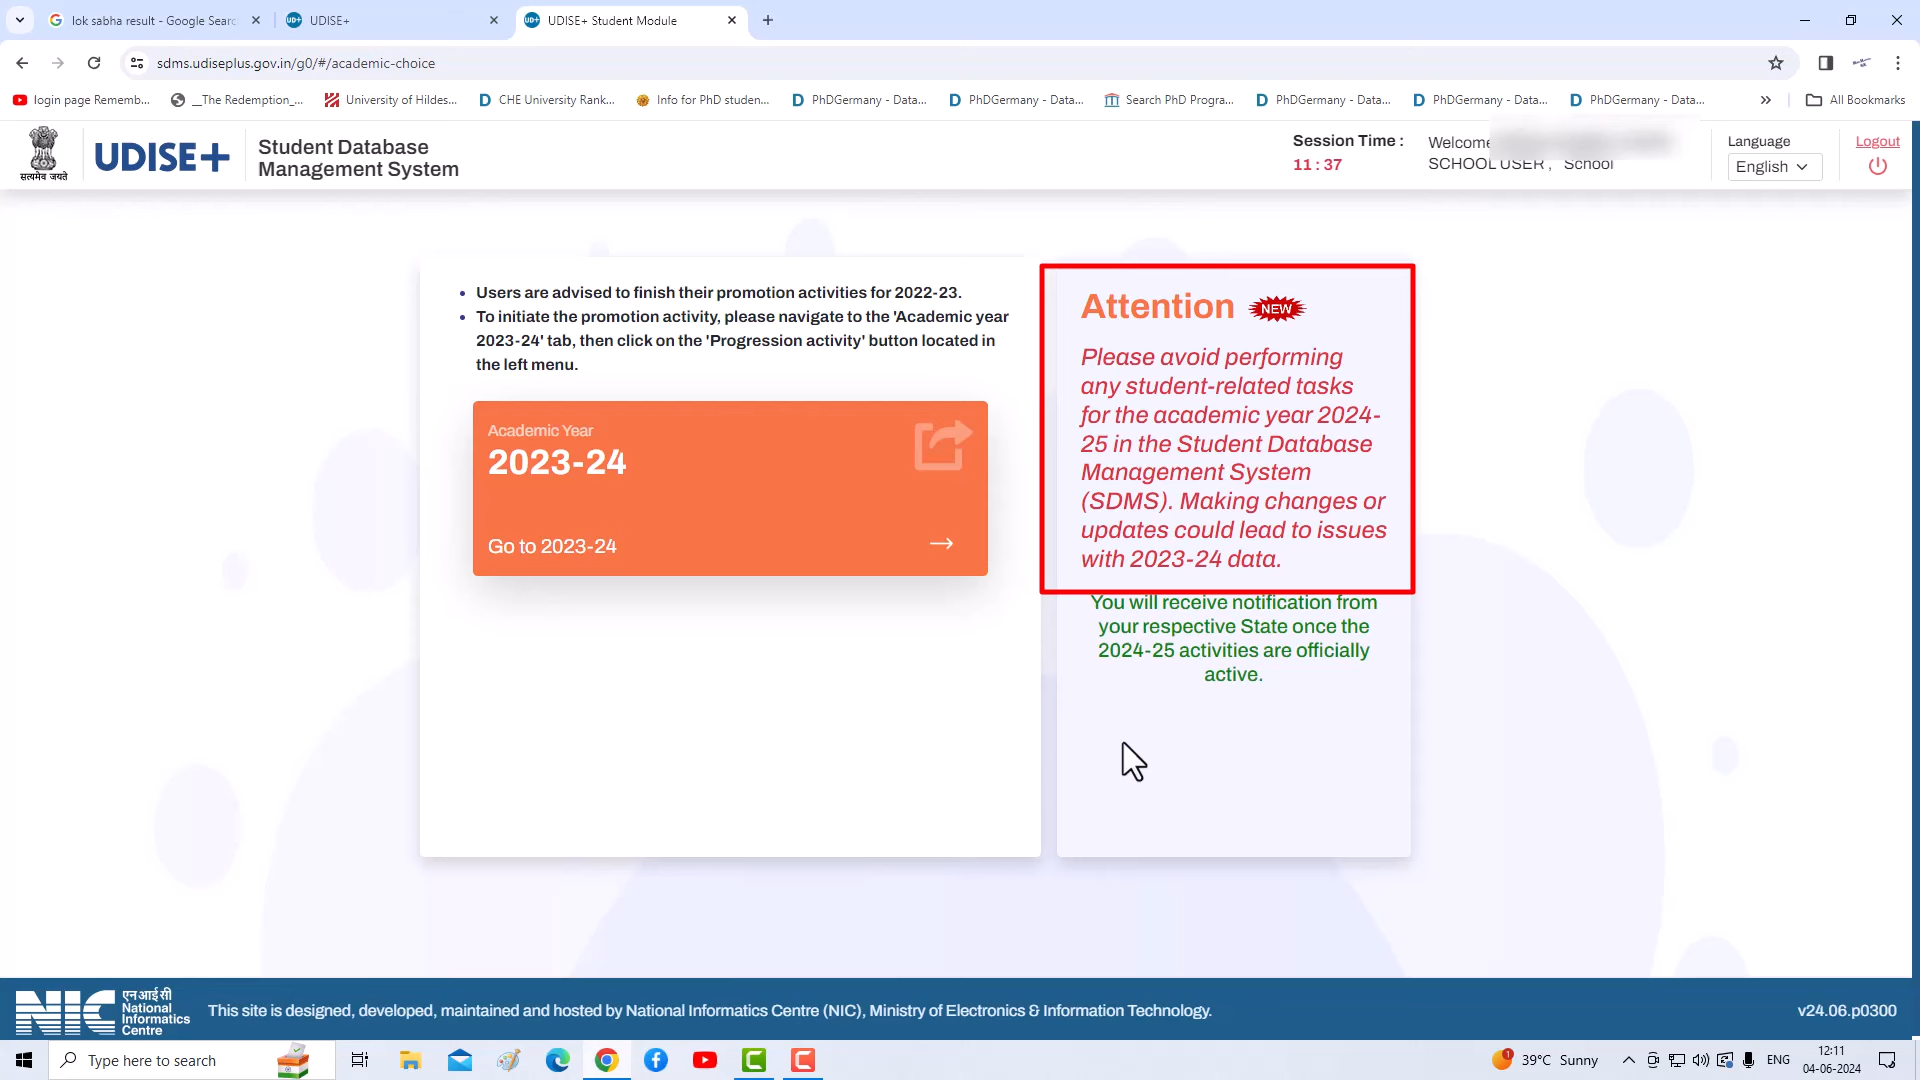 lok sabha result - Google Searc
UDISE+
UDISE+ Student Module
sdms.udiseplus.gov.in/g0/#/academic-choice
login page Rememb...
__The Redemption_...
University of Hildes...
CHE University Rank...
Info for PhD studen...
PhDGermany - Data...
PhDGermany - Data...
Search PhD Progra...
PhDGermany - Data...
PhDGermany - Data...
PhDGermany - Data...
All Bookmarks
सत्यमेव जयते
UDISE+
Student Database
Management System
Session Time :
11 : 37
Welcome
SCHOOL USER , School
Language
English
Logout
• Users are advised to finish their promotion activities for 2022-23.
• To initiate the promotion activity, please navigate to the 'Academic year
2023-24' tab, then click on the 'Progression activity' button located in
the left menu.
Academic Year
2023-24
Go to 2023-24
Attention NEW
Please avoid performing
any student-related tasks
for the academic year 2024-
25 in the Student Database
Management System
(SDMS). Making changes or
updates could lead to issues
with 2023-24 data.
You will receive notification from
your respective State once the
2024-25 activities are officially
active.
NIC
एन आई सी
National
Informatics
Centre
This site is designed, developed, maintained and hosted by National Informatics Centre (NIC), Ministry of Electronics & Information Technology.
v24.06.p0300
Type here to search
1
39°C Sunny
ENG
12:11
04-06-2024